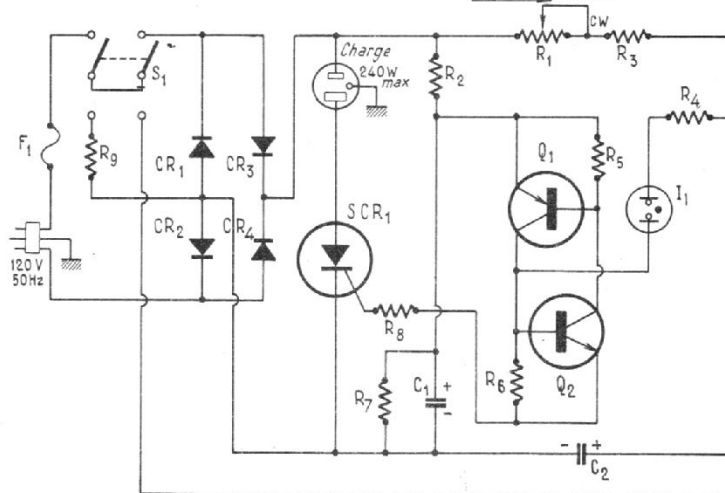 CW
R1
R3
Charge
240W
max
S1
R2
R4
F1
R9
CR1
CR3
Q1
R5
I1
CR2
CR4
SCR1
120V
50Hz
R8
Q2
R6
R7
C1
+
-
- +
C2